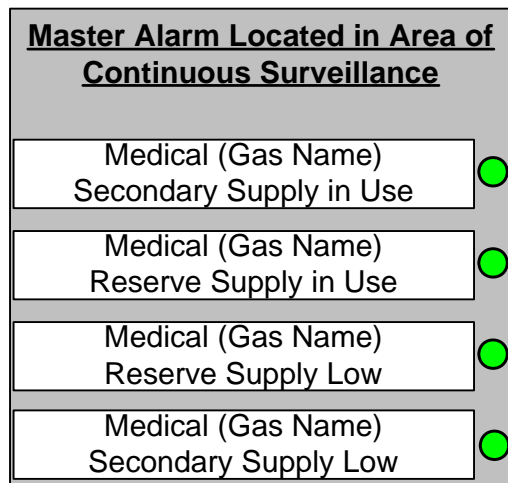 Master Alarm Located in Area of
Continuous Surveillance
Medical (Gas Name)
Secondary Supply in Use
Medical (Gas Name)
Reserve Supply in Use
Medical (Gas Name)
Reserve Supply Low
Medical (Gas Name)
Secondary Supply Low